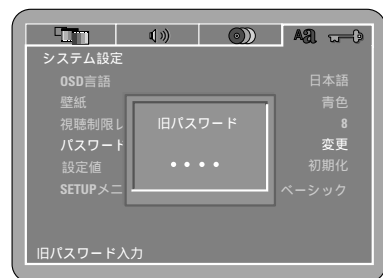 Aあ
システム設定
OSD言語 日本語
壁紙 青色
視聴制限レ 8
パスワード 変更
設定値 初期化
SETUPメニ ベーシック
旧パスワード
• • • •
旧パスワード入力